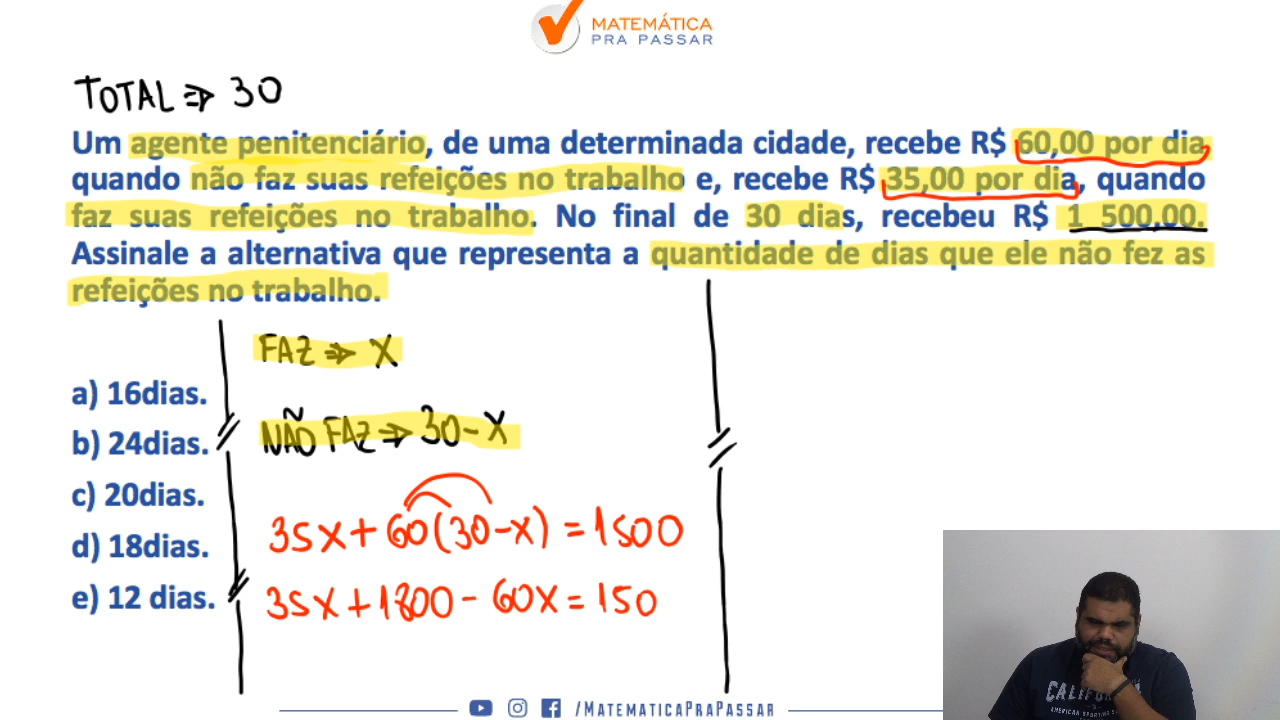 MATEMÁTICA
PRA PASSAR
TOTAL ⇒ 30
Um agente penitenciário, de uma determinada cidade, recebe R$ 60,00 por dia
quando não faz suas refeições no trabalho e, recebe R$ 35,00 por dia, quando
faz suas refeições no trabalho. No final de 30 dias, recebeu R$ 1 500,00.
Assinale a alternativa que representa a quantidade de dias que ele não fez as
refeições no trabalho.
a) 16dias.
b) 24dias.
c) 20dias.
d) 18dias.
e) 12 dias.
FAZ ⇒ X
NÃO FAZ ⇒ 30-X
35X+60(30-X)=1500
35X+1800-60X=150
CALIFORNIA
AMERICAN SPORTING
/MATEMATICAPRAPASSAR